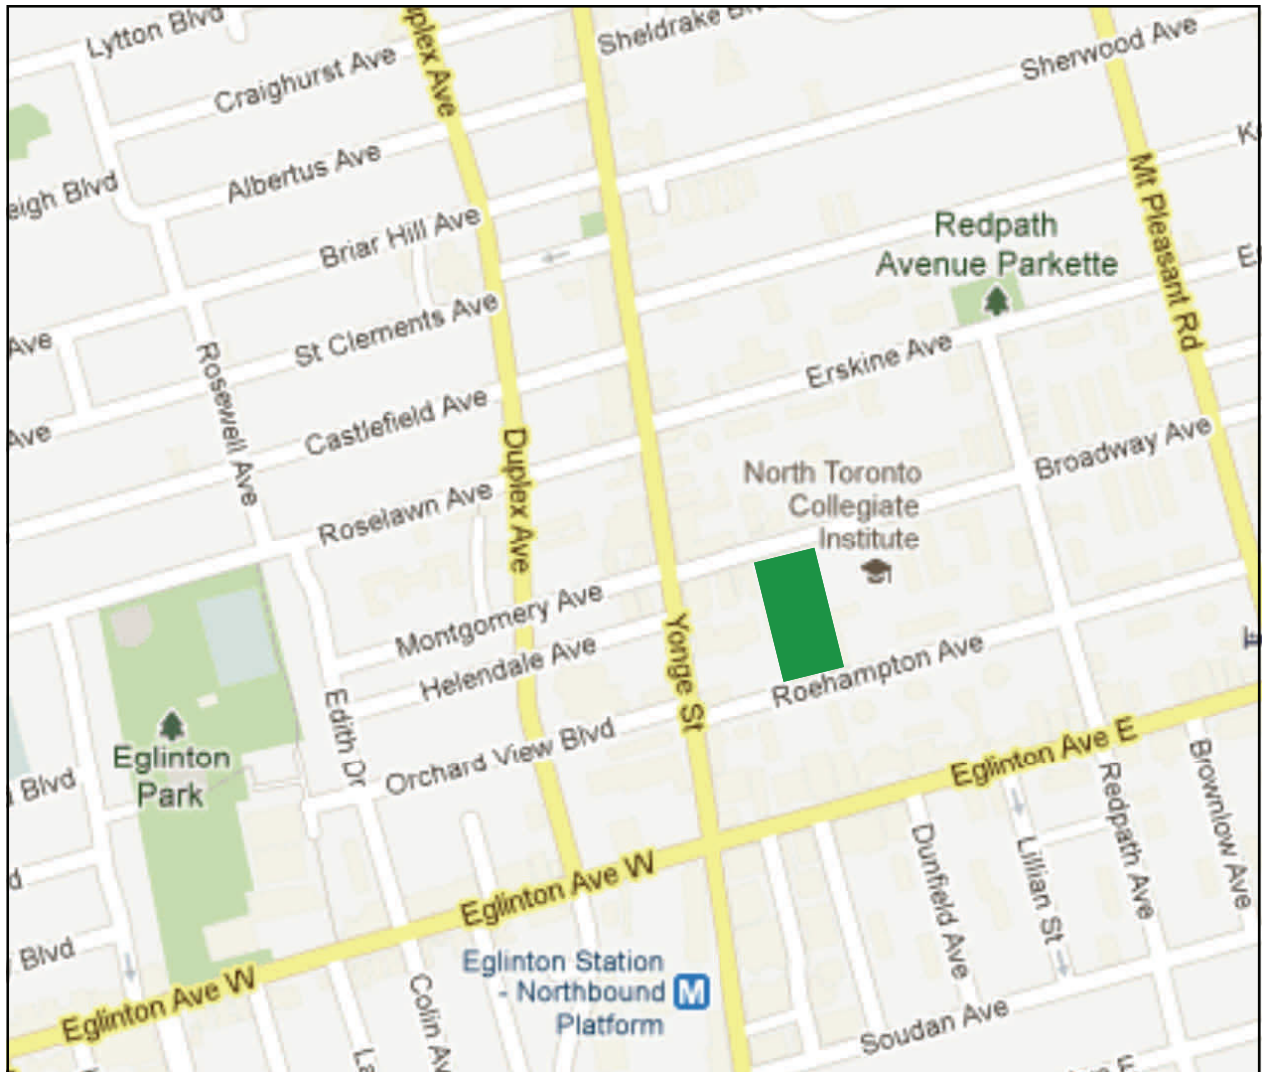 Lytton Blvd
Craighurst Ave
Duplex Ave
Sheldrake
Sherwood Ave
Albertus Ave
eigh Blvd
Briar Hill Ave
Mt Pleasant Rd
Redpath
Avenue Parkette
St Clements Ave
Ave
Rosewell Ave
Erskine Ave
Castlefield Ave
Ave
Duplex Ave
Roselawn Ave
Broadway Ave
North Toronto
Collegiate
Institute
Montgomery Ave
Helendale Ave
Yonge St
Roehampton Ave
Edith Dr
Orchard View Blvd
Eglinton
Park
Blvd
Eglinton Ave E
Redpath Ave
Brownlow Ave
Dunfield Ave
Lillian St
Eglinton Ave W
Blvd
Eglinton Ave W
Eglinton Station
- Northbound
Platform
M
Colin Av
La
Soudan Ave